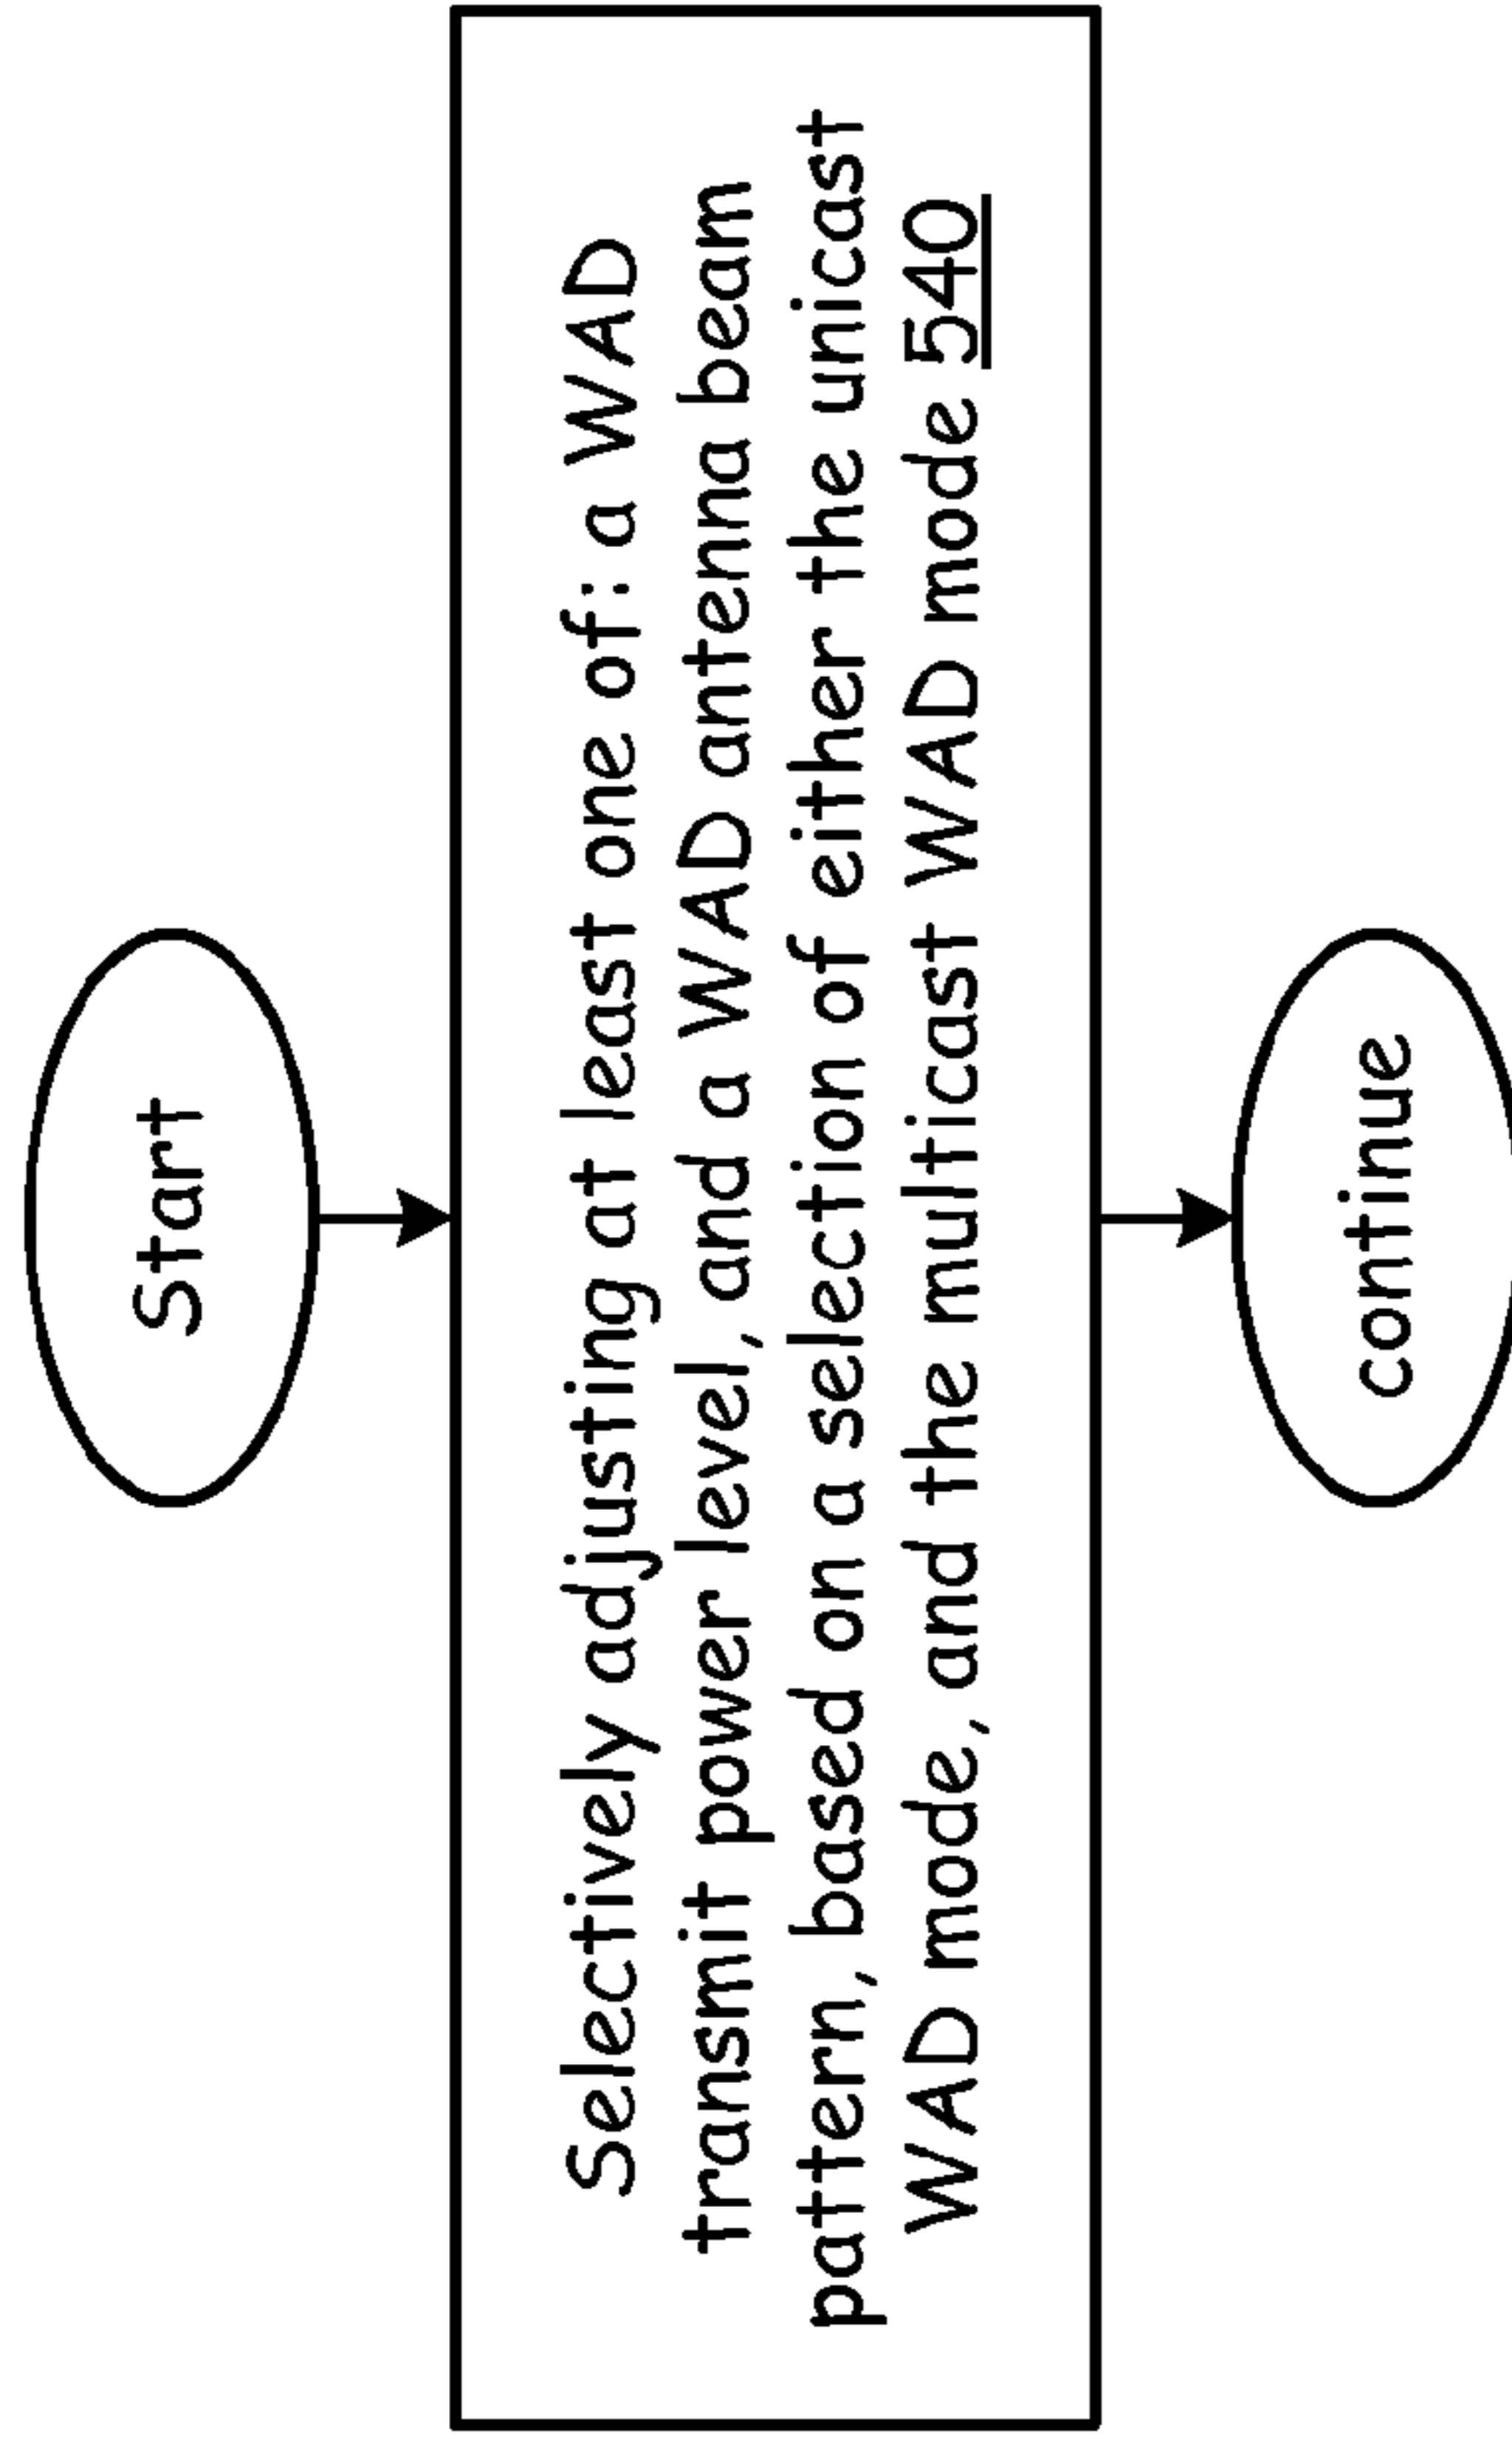 Start
Selectively adjusting at least one of: a WAD
transmit power level, and a WAD antenna beam
pattern, based on a selection of either the unicast
WAD mode, and the multicast WAD mode 540
continue